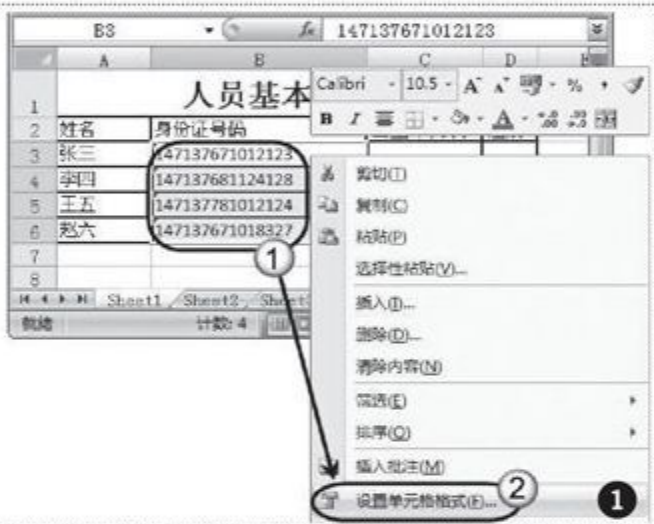 B3 fx 147137671012123
A B C D
1 人员基本
2 姓名 身份证号码
3 张三 147137671012123
4 李四 147137681124128
5 王五 147137781012124
6 赵六 147137671018327
7
8
Sheet1 Sheet2 Sheet
就绪 计数: 4
Calibri 10.5 A A % ,
B I A
剪切(T)
复制(C)
粘贴(P)
选择性粘贴(V)...
插入(I)...
删除(D)...
清除内容(N)
筛选(E)
排序(O)
插入批注(M)
设置单元格格式(F)...
1
2
1